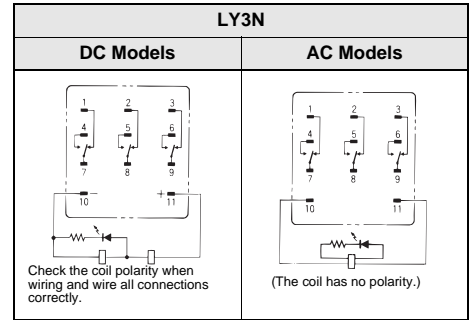 LY3N
DC Models
AC Models
1 2 3
4 5 6
7 8 9
− +
10 11
Check the coil polarity when
wiring and wire all connections
correctly.
1 2 3
4 5 6
7 8 9
10 11
(The coil has no polarity.)